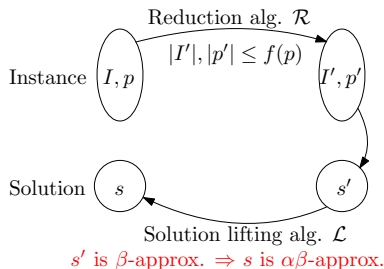 Reduction alg. R
|I'|, |p'| ≤ f(p)
Instance
I, p
I', p'
Solution
s
s'
Solution lifting alg. L
s' is β-approx. ⇒ s is αβ-approx.